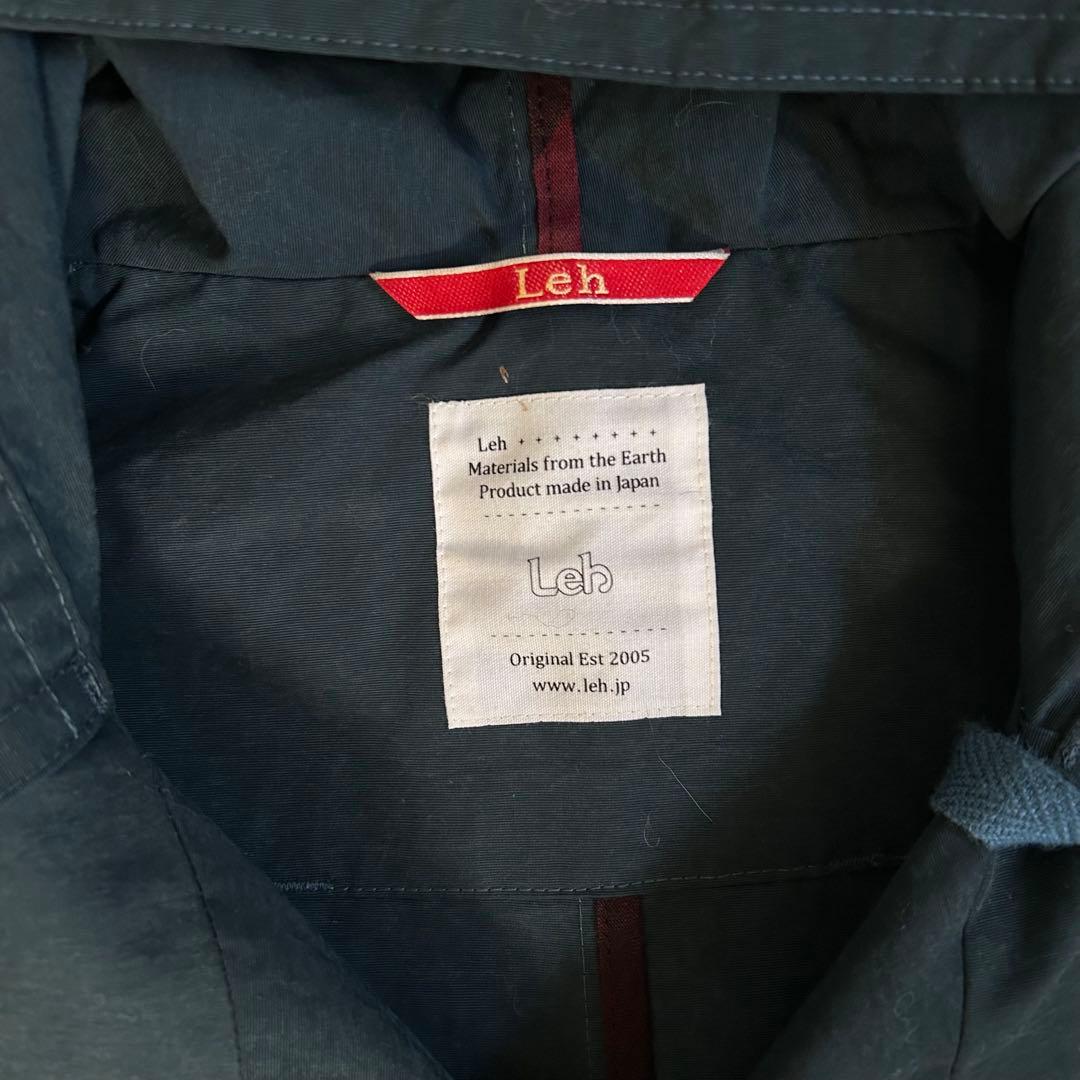 Leh
Leh + + + + + + + +
Materials from the Earth
Product made in Japan
Leh
Original Est 2005
www.leh.jp